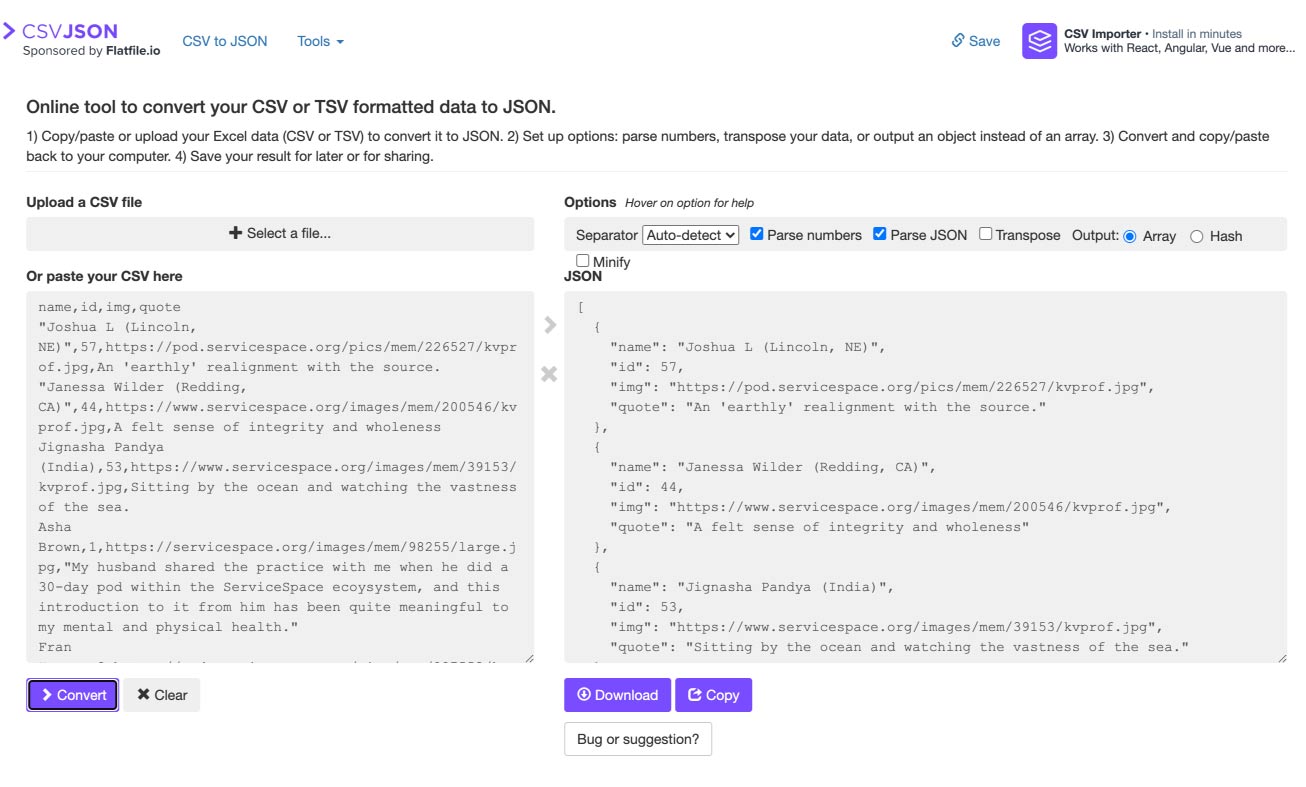 CSVJSON
Sponsored by Flatfile.io
CSV to JSON
Tools
Save
CSV Importer • Install in minutes
Works with React, Angular, Vue and more...
Online tool to convert your CSV or TSV formatted data to JSON.
1) Copy/paste or upload your Excel data (CSV or TSV) to convert it to JSON. 2) Set up options: parse numbers, transpose your data, or output an object instead of an array. 3) Convert and copy/paste
back to your computer. 4) Save your result for later or for sharing.
Upload a CSV file
Select a file...
Or paste your CSV here
name,id,img,quote
"Joshua L (Lincoln,
NE)",57,https://pod.servicespace.org/pics/mem/226527/kvpr
of.jpg,An 'earthly' realignment with the source.
"Janessa Wilder (Redding,
CA)",44,https://www.servicespace.org/images/mem/200546/kv
prof.jpg,A felt sense of integrity and wholeness
Jignasha Pandya
(India),53,https://www.servicespace.org/images/mem/39153/
kvprof.jpg,Sitting by the ocean and watching the vastness
of the sea.
Asha
Brown,1,https://servicespace.org/images/mem/98255/large.j
pg,"My husband shared the practice with me when he did a
30-day pod within the ServiceSpace ecoysystem, and this
introduction to it from him has been quite meaningful to
my mental and physical health."
Fran
Convert
Clear
Options Hover on option for help
Separator Auto-detect Parse numbers Parse JSON Transpose Output: Array Hash
Minify
JSON
[
{
"name": "Joshua L (Lincoln, NE)",
"id": 57,
"img": "https://pod.servicespace.org/pics/mem/226527/kvprof.jpg",
"quote": "An 'earthly' realignment with the source."
},
{
"name": "Janessa Wilder (Redding, CA)",
"id": 44,
"img": "https://www.servicespace.org/images/mem/200546/kvprof.jpg",
"quote": "A felt sense of integrity and wholeness"
},
{
"name": "Jignasha Pandya (India)",
"id": 53,
"img": "https://www.servicespace.org/images/mem/39153/kvprof.jpg",
"quote": "Sitting by the ocean and watching the vastness of the sea."
Download
Copy
Bug or suggestion?